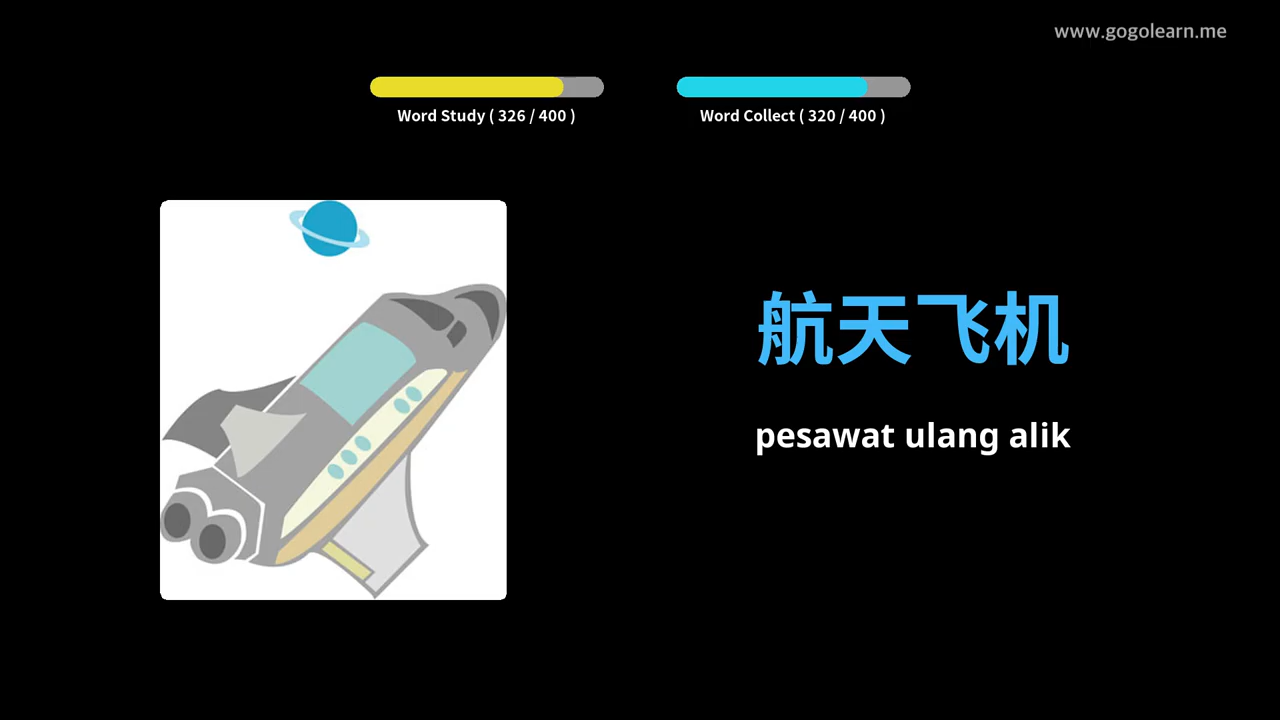 www.gogolearn.me
Word Study ( 326 / 400 )
Word Collect ( 320 / 400 )
航天飞机
pesawat ulang alik